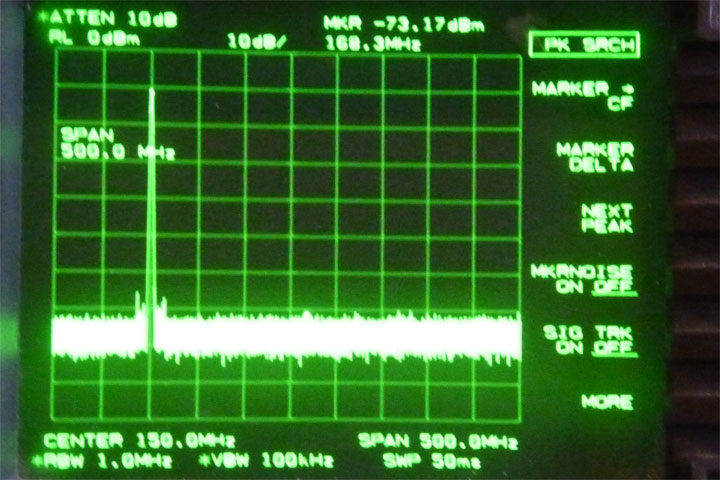 *ATTEN 10dB
RL 0dBm
10dB/
MKR -73.17dBm
168.3MHz
PK SRCH
MARKER →
CF
SPAN
500.0 MHz
MARKER
DELTA
NEXT
PEAK
MKRNOISE
ON OFF
SIG TRK
ON OFF
MORE
CENTER 150.0MHz
SPAN 500.0MHz
*RBW 1.0MHz
*VBW 100kHz
SWP 50ms